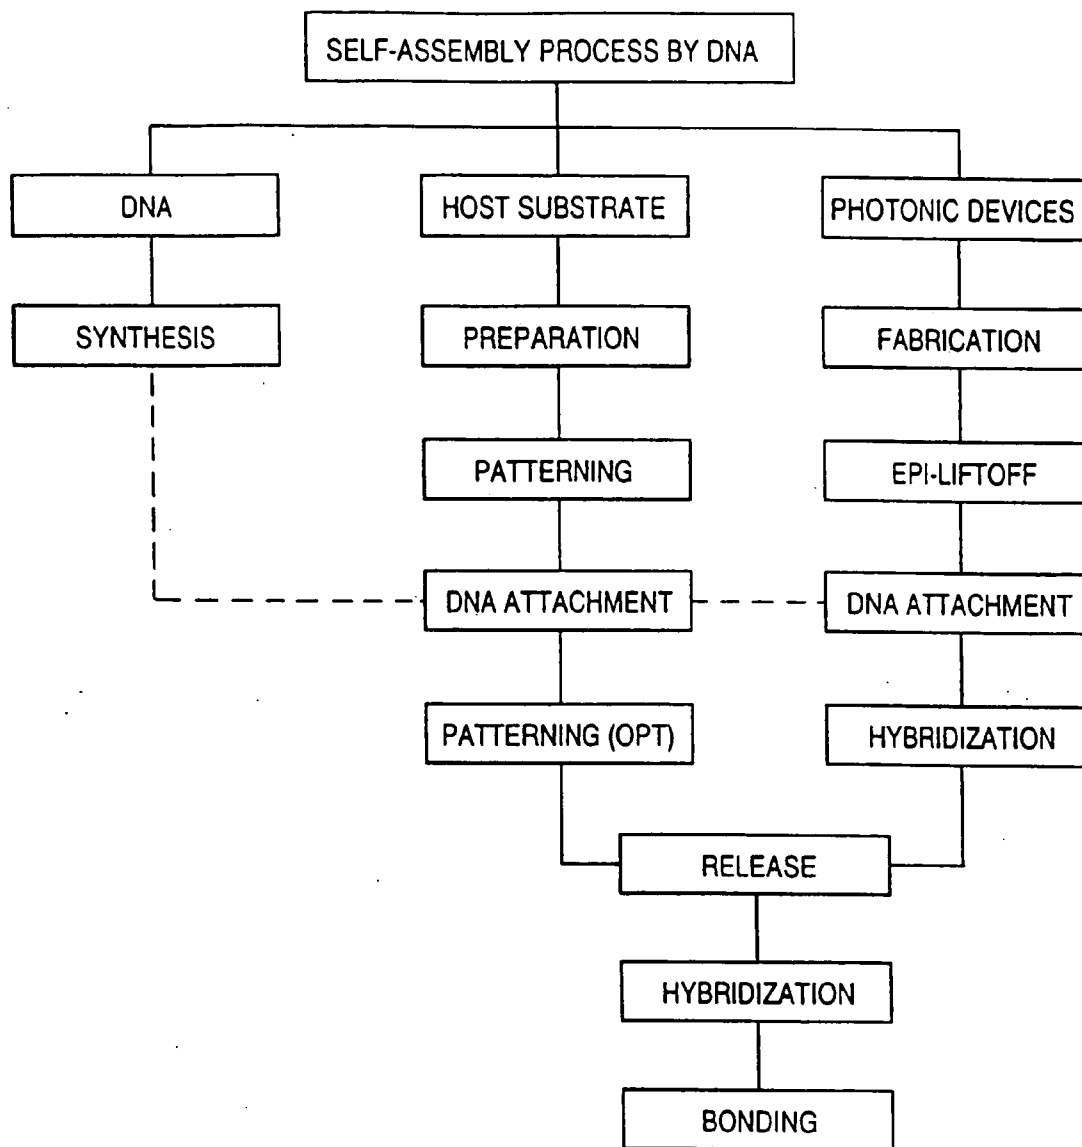 SELF-ASSEMBLY PROCESS BY DNA
DNA
HOST SUBSTRATE
PHOTONIC DEVICES
SYNTHESIS
PREPARATION
FABRICATION
PATTERNING
EPI-LIFTOFF
DNA ATTACHMENT
DNA ATTACHMENT
PATTERNING (OPT)
HYBRIDIZATION
RELEASE
HYBRIDIZATION
BONDING